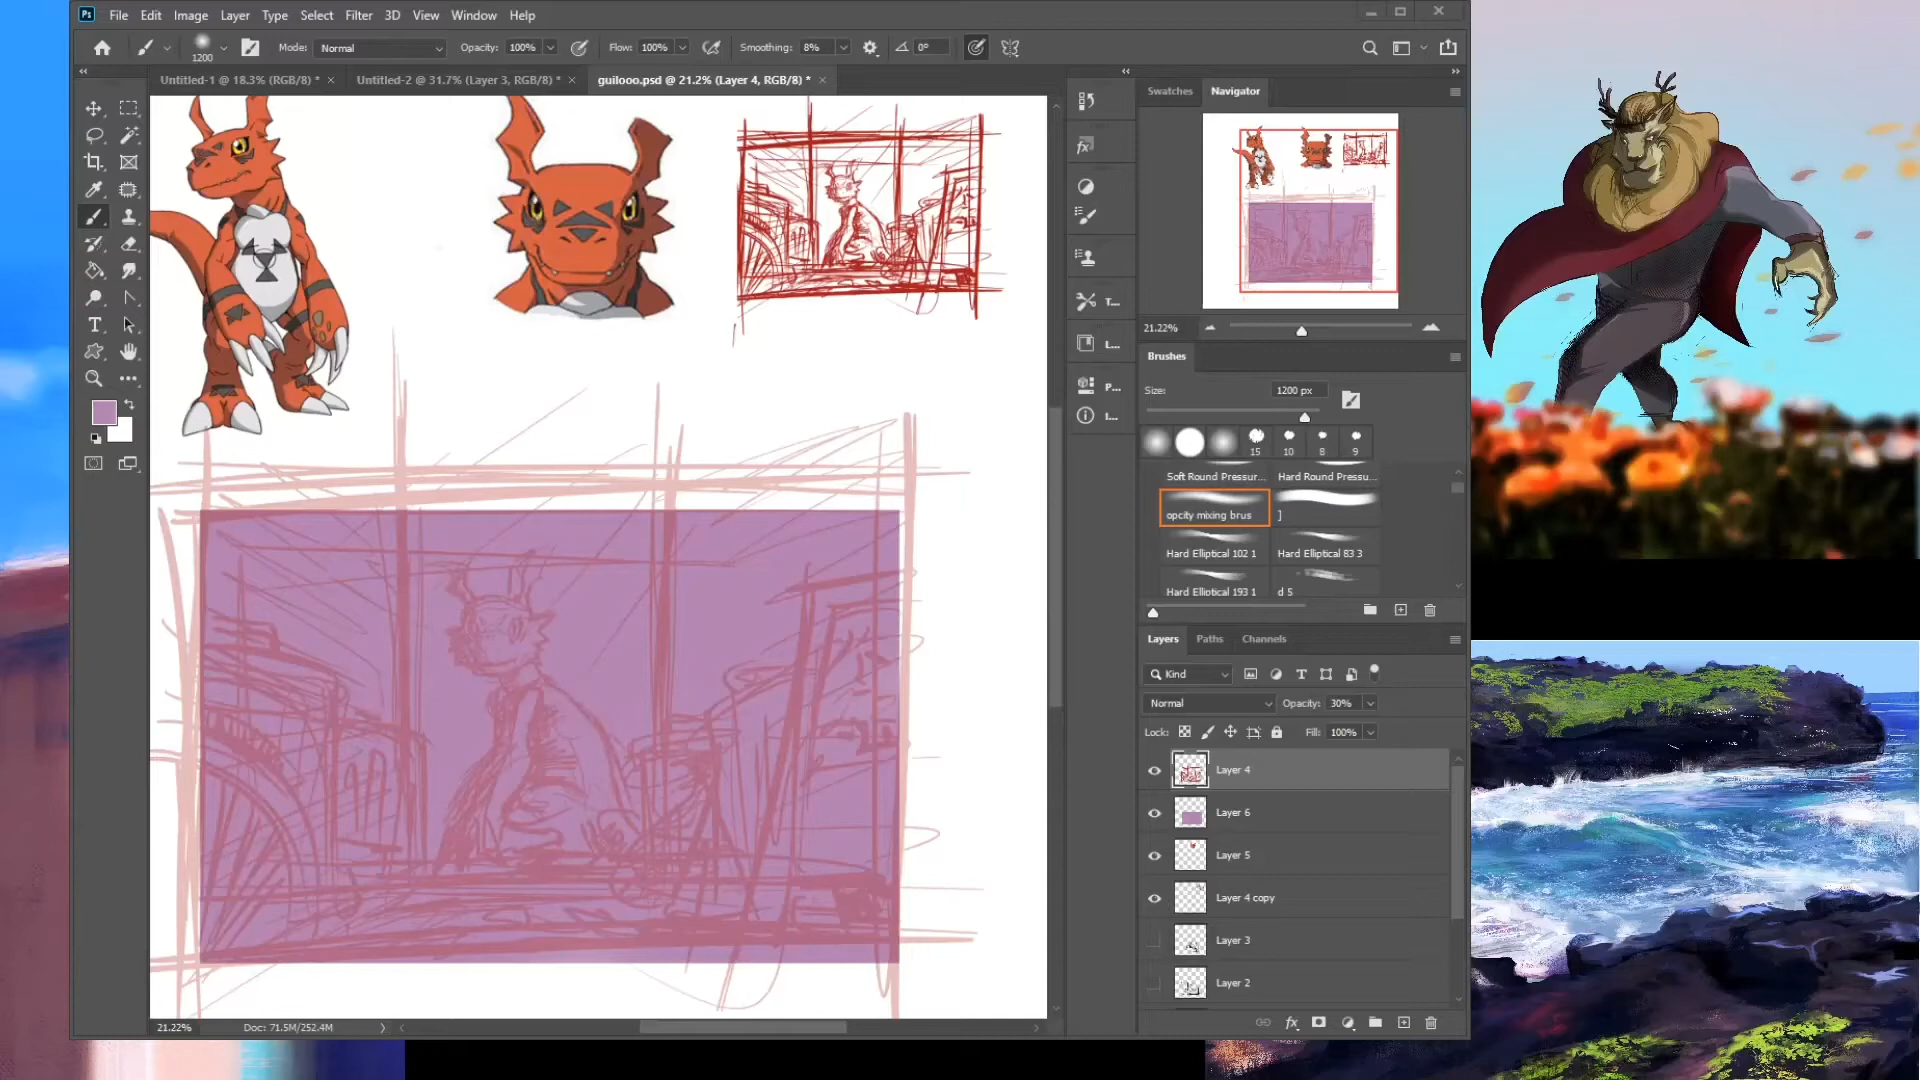 Ps File Edit Image Layer Type Select Filter 3D View Window Help
1200 Mode: Normal Opacity: 100% Flow: 100% Smoothing: 8% 0°
Untitled-1 @ 18.3% (RGB/8) * × Untitled-2 @ 31.7% (Layer 3, RGB/8) * × guilooo.psd @ 21.2% (Layer 4, RGB/8) * ×
Swatches Navigator
T...
L...
P...
I...
21.22%
Brushes
Size: 1200 px
15 10 8 9
Soft Round Pressur... Hard Round Pressu...
opcity mixing brus ]
Hard Elliptical 102 1 Hard Elliptical 83 3
Hard Elliptical 193 1 d 5
Layers Paths Channels
Kind
Normal Opacity: 30%
Lock: Fill: 100%
Layer 4
Layer 6
Layer 5
Layer 4 copy
Layer 3
Layer 2
21.22% Doc: 71.5M/252.4M